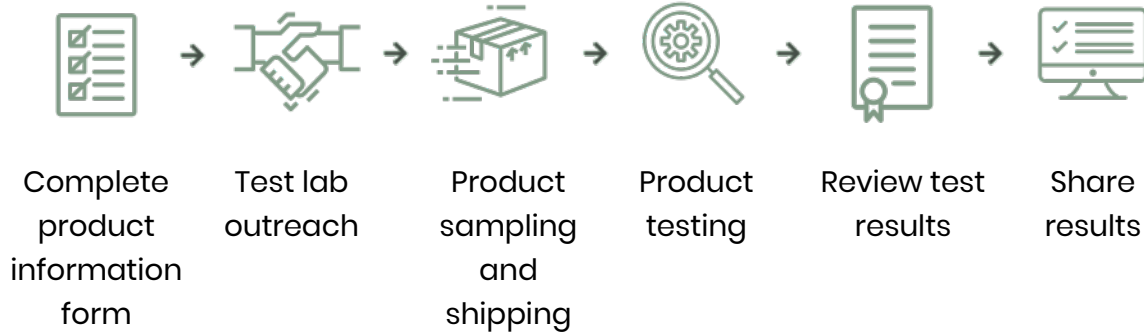 Complete
product
information
form
Test lab
outreach
Product
sampling
and
shipping
Product
testing
Review test
results
Share
results